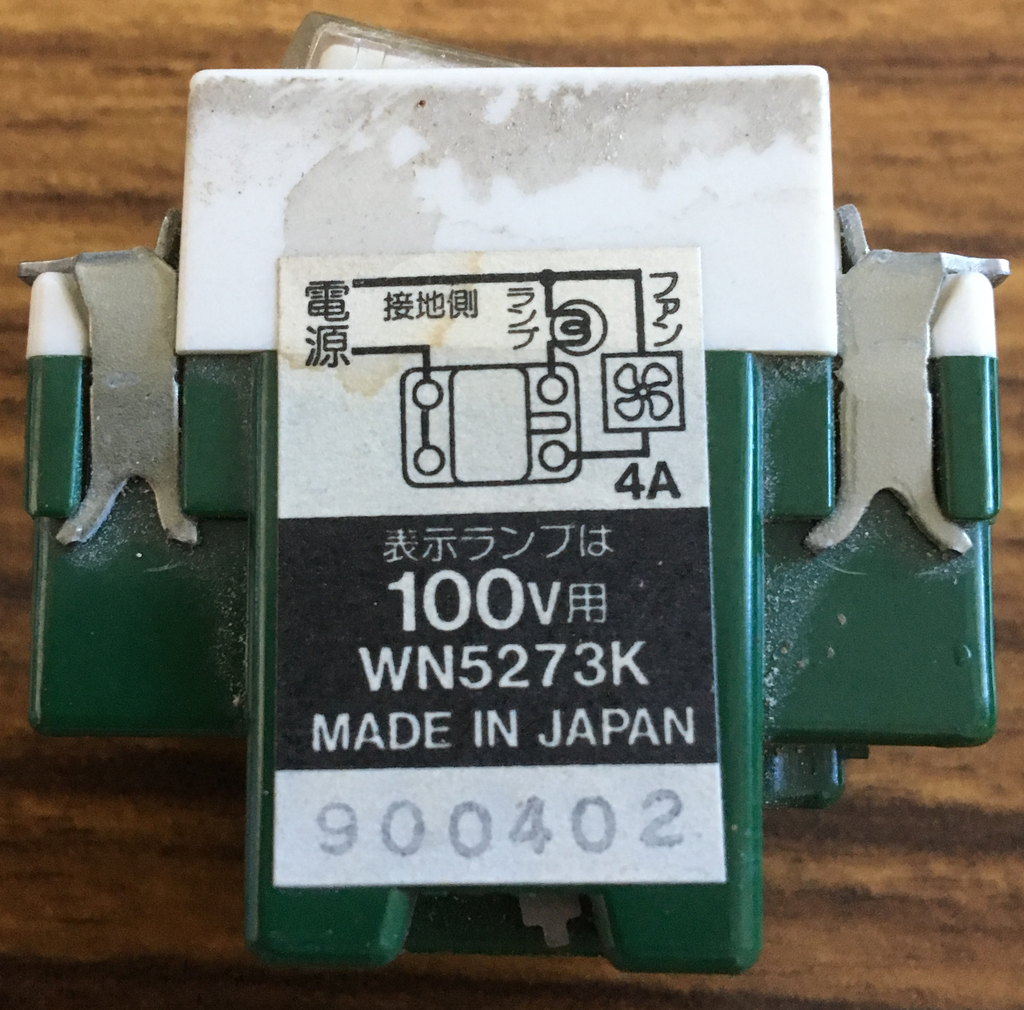 電源
接地側
ランプ
ファン
4A
表示ランプは
100V用
WN5273K
MADE IN JAPAN
900402